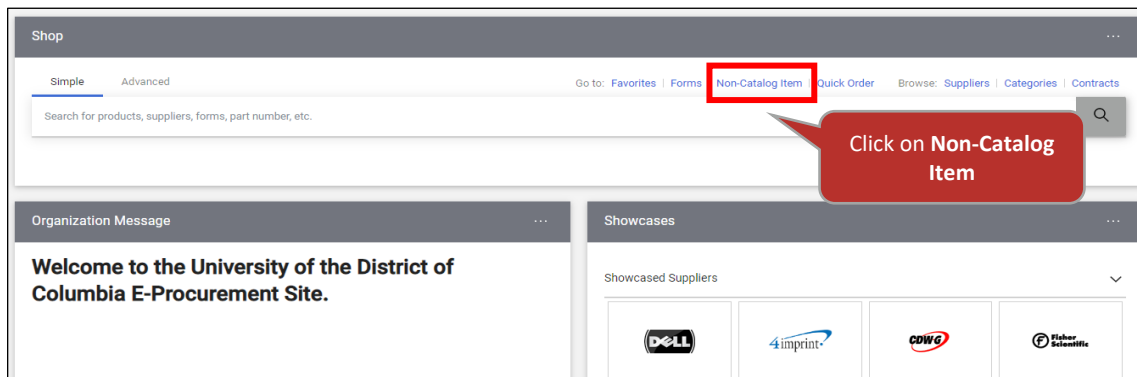 Shop
Simple Advanced Go to: Favorites | Forms | Non-Catalog Item | Quick Order Browse: Suppliers | Categories | Contracts
Search for products, suppliers, forms, part number, etc.
Click on Non-Catalog
Item
Organization Message
Showcases
Welcome to the University of the District of
Columbia E-Procurement Site.
Showcased Suppliers
DELL
4imprint
CDWG
Fisher
Scientific